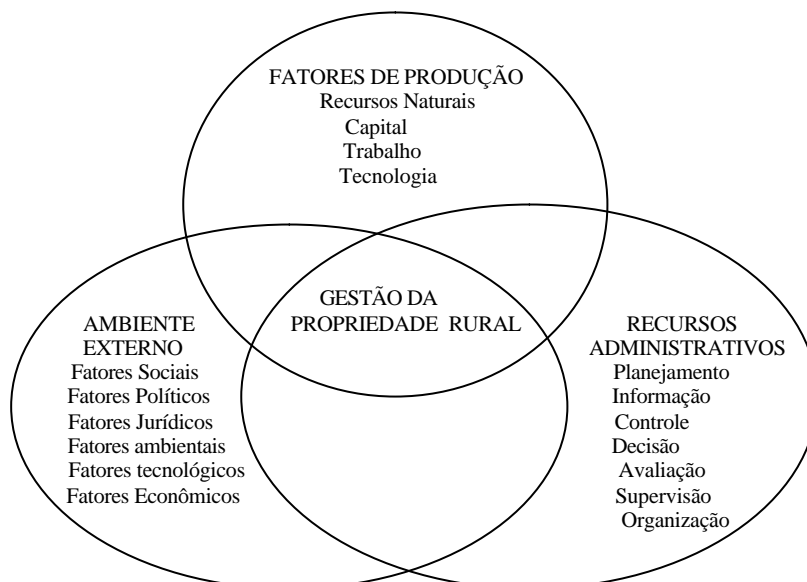 FATORES DE PRODUÇÃO
Recursos Naturais
Capital
Trabalho
Tecnologia
GESTÃO DA
PROPRIEDADE RURAL
AMBIENTE
EXTERNO
Fatores Sociais
Fatores Políticos
Fatores Jurídicos
Fatores ambientais
Fatores tecnológicos
Fatores Econômicos
RECURSOS
ADMINISTRATIVOS
Planejamento
Informação
Controle
Decisão
Avaliação
Supervisão
Organização